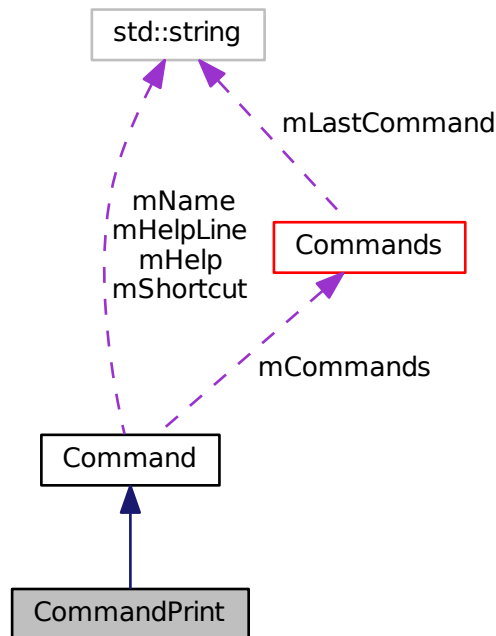 std::string
mLastCommand
mName
mHelpLine
mHelp
mShortcut
Commands
mCommands
Command
CommandPrint